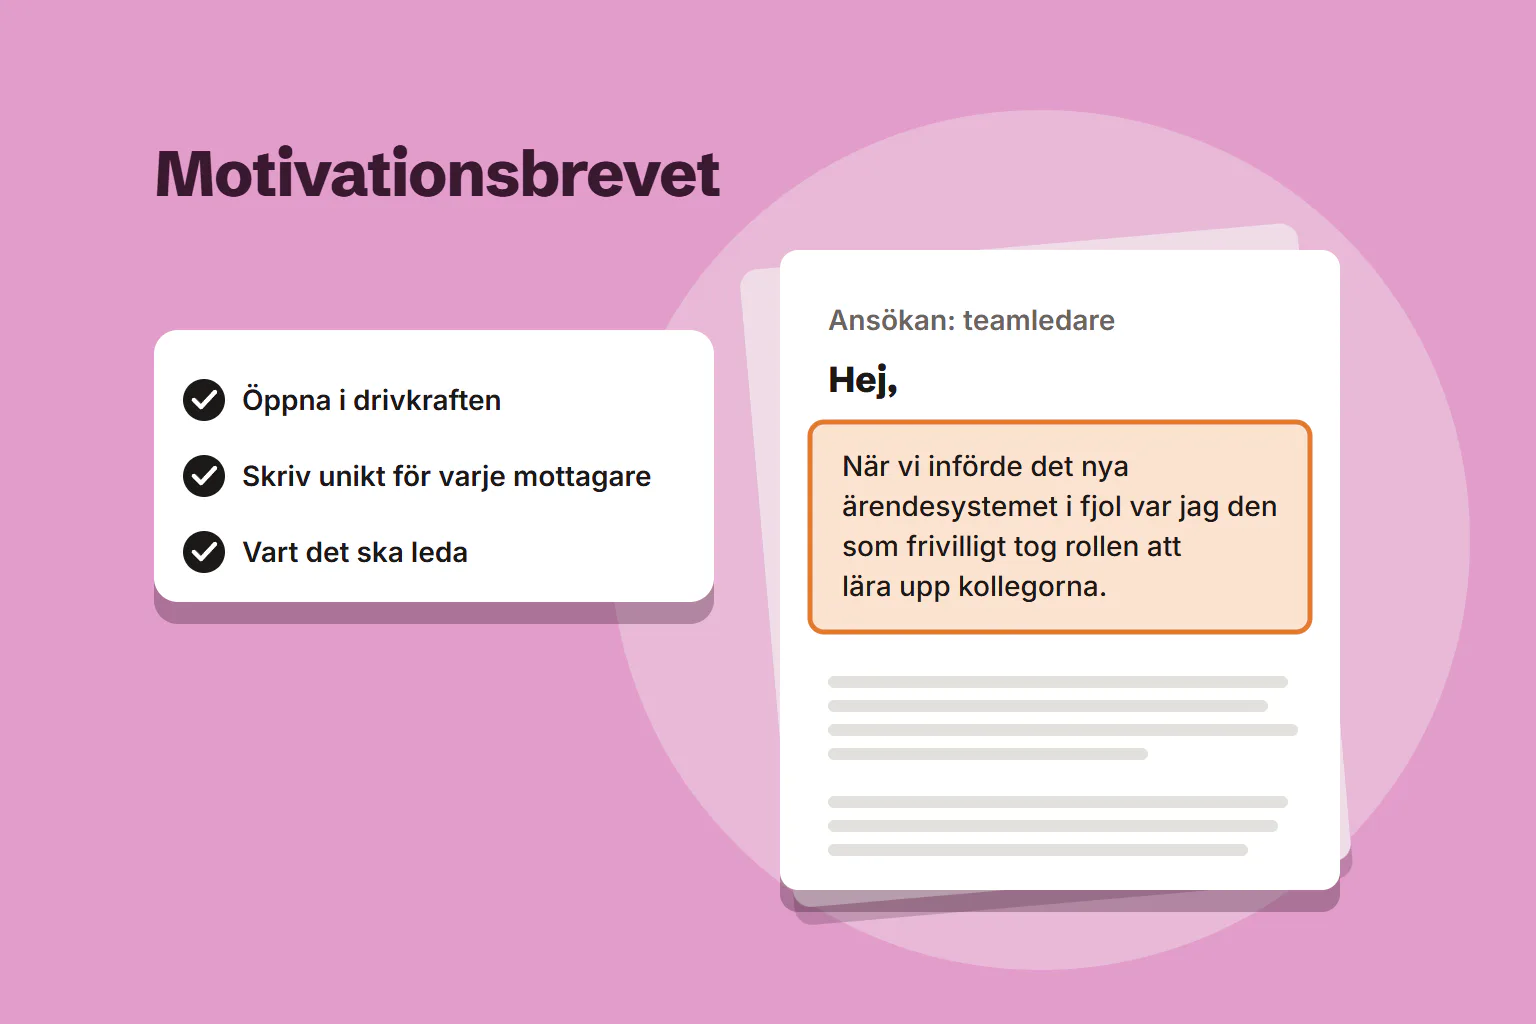 Motivationsbrevet
Öppna i drivkraften
Skriv unikt för varje mottagare
Vart det ska leda
Ansökan: teamledare
Hej,
När vi införde det nya
ärendesystemet i fjol var jag den
som frivilligt tog rollen att
lära upp kollegorna.